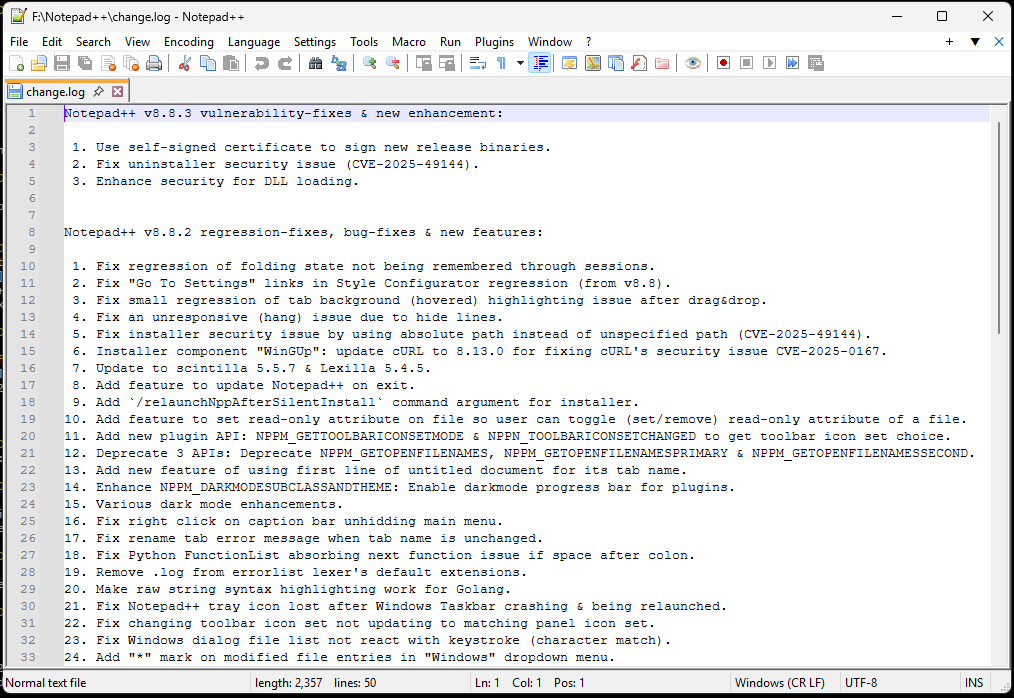 F:\Notepad++\change.log - Notepad++
File Edit Search View Encoding Language Settings Tools Macro Run Plugins Window ? + ▼ ✕
change.log
1 Notepad++ v8.8.3 vulnerability-fixes & new enhancement:
2
3 1. Use self-signed certificate to sign new release binaries.
4 2. Fix uninstaller security issue (CVE-2025-49144).
5 3. Enhance security for DLL loading.
6
7
8 Notepad++ v8.8.2 regression-fixes, bug-fixes & new features:
9
10 1. Fix regression of folding state not being remembered through sessions.
11 2. Fix "Go To Settings" links in Style Configurator regression (from v8.8).
12 3. Fix small regression of tab background (hovered) highlighting issue after drag&drop.
13 4. Fix an unresponsive (hang) issue due to hide lines.
14 5. Fix installer security issue by using absolute path instead of unspecified path (CVE-2025-49144).
15 6. Installer component "WinGUp": update cURL to 8.13.0 for fixing cURL's security issue CVE-2025-0167.
16 7. Update to scintilla 5.5.7 & Lexilla 5.4.5.
17 8. Add feature to update Notepad++ on exit.
18 9. Add `/relaunchNppAfterSilentInstall` command argument for installer.
19 10. Add feature to set read-only attribute on file so user can toggle (set/remove) read-only attribute of a file.
20 11. Add new plugin API: NPPM_GETTOOLBARICONSETMODE & NPPN_TOOLBARICONSETCHANGED to get toolbar icon set choice.
21 12. Deprecate 3 APIs: Deprecate NPPM_GETOPENFILENAMES, NPPM_GETOPENFILENAMESPRIMARY & NPPM_GETOPENFILENAMESSECOND.
22 13. Add new feature of using first line of untitled document for its tab name.
23 14. Enhance NPPM_DARKMODESUBCLASSANDTHEME: Enable darkmode progress bar for plugins.
24 15. Various dark mode enhancements.
25 16. Fix right click on caption bar unhidding main menu.
26 17. Fix rename tab error message when tab name is unchanged.
27 18. Fix Python FunctionList absorbing next function issue if space after colon.
28 19. Remove .log from errorlist lexer's default extensions.
29 20. Make raw string syntax highlighting work for Golang.
30 21. Fix Notepad++ tray icon lost after Windows Taskbar crashing & being relaunched.
31 22. Fix changing toolbar icon set not updating to matching panel icon set.
32 23. Fix Windows dialog file list not react with keystroke (character match).
33 24. Add "*" mark on modified file entries in "Windows" dropdown menu.
Normal text file length: 2,357 lines: 50 Ln: 1 Col: 1 Pos: 1 Windows (CR LF) UTF-8 INS